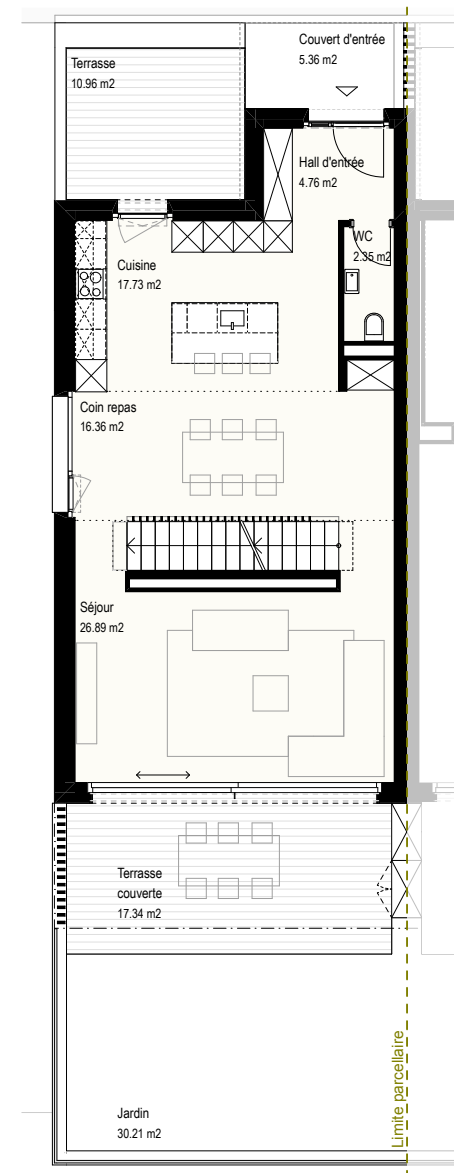 Couvert d'entrée
5.36 m2
Terrasse
10.96 m2
Hall d'entrée
4.76 m2
WC
2.35 m2
Cuisine
17.73 m2
Coin repas
16.36 m2
Séjour
26.89 m2
Terrasse
couverte
17.34 m2
Limite parcellaire
Jardin
30.21 m2